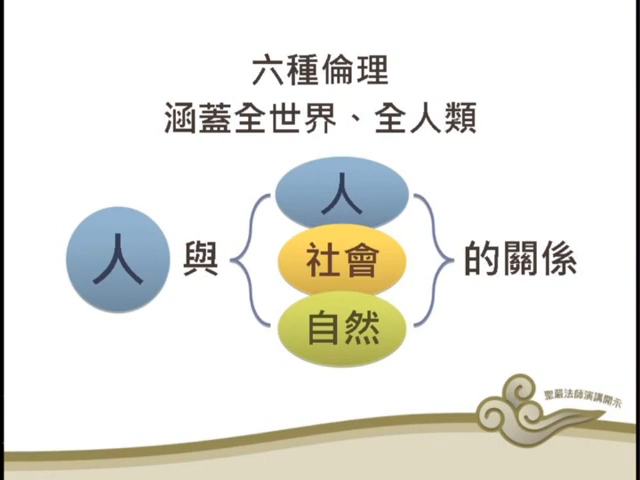 六種倫理
涵蓋全世界、全人類
人 與 人 社會 自然 的關係
聖嚴法師演講開示